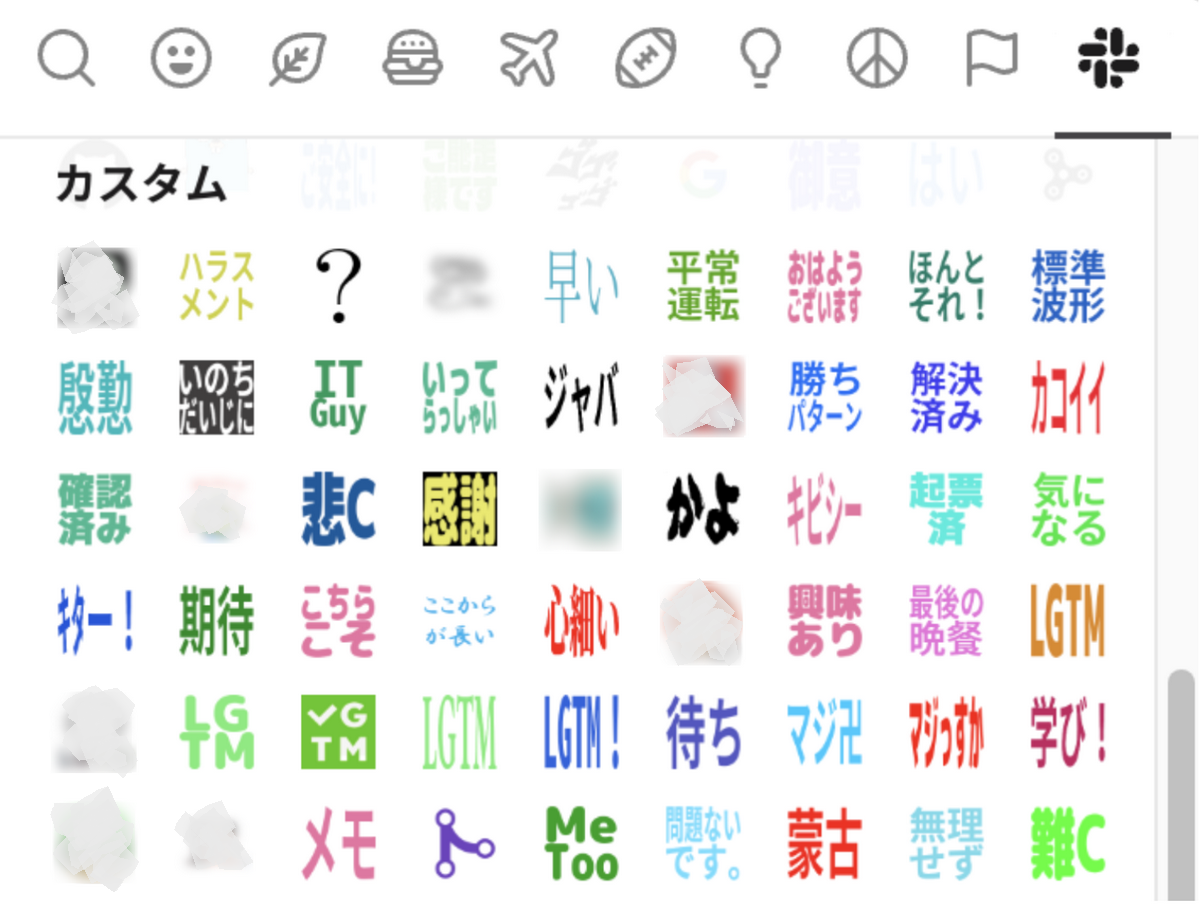 カスタム
ご安全に!
御意
はい
ハラス
メント
?
早い
平常
運転
おはよう
ございます
ほんと
それ!
標準
波形
慇懃
いのち
だいじに
IT
Guy
いって
らっしゃい
ジャバ
勝ち
パターン
解決
済み
カコイイ
確認
済み
悲C
感謝
かよ
キビシー
起票
済
気に
なる
キター!
期待
こちら
こそ
ここから
が長い
心細い
興味
あり
最後の
晩餐
LGTM
LG
TM
✓G
TM
LGTM
LGTM!
待ち
マジ卍
マジっすか
学び!
メモ
Me
Too
問題ない
です。
蒙古
無理
せず
難C